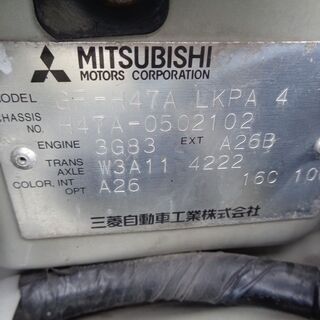 MITSUBISHI
MOTORS CORPORATION
MODEL GF-H47A LKPA 4
CHASSIS NO. H47A-0502102
ENGINE 3G83 EXT A26B
TRANS AXLE W3A11 4222
COLOR, INT OPT A26 16C 10
三菱自動車工業株式会社